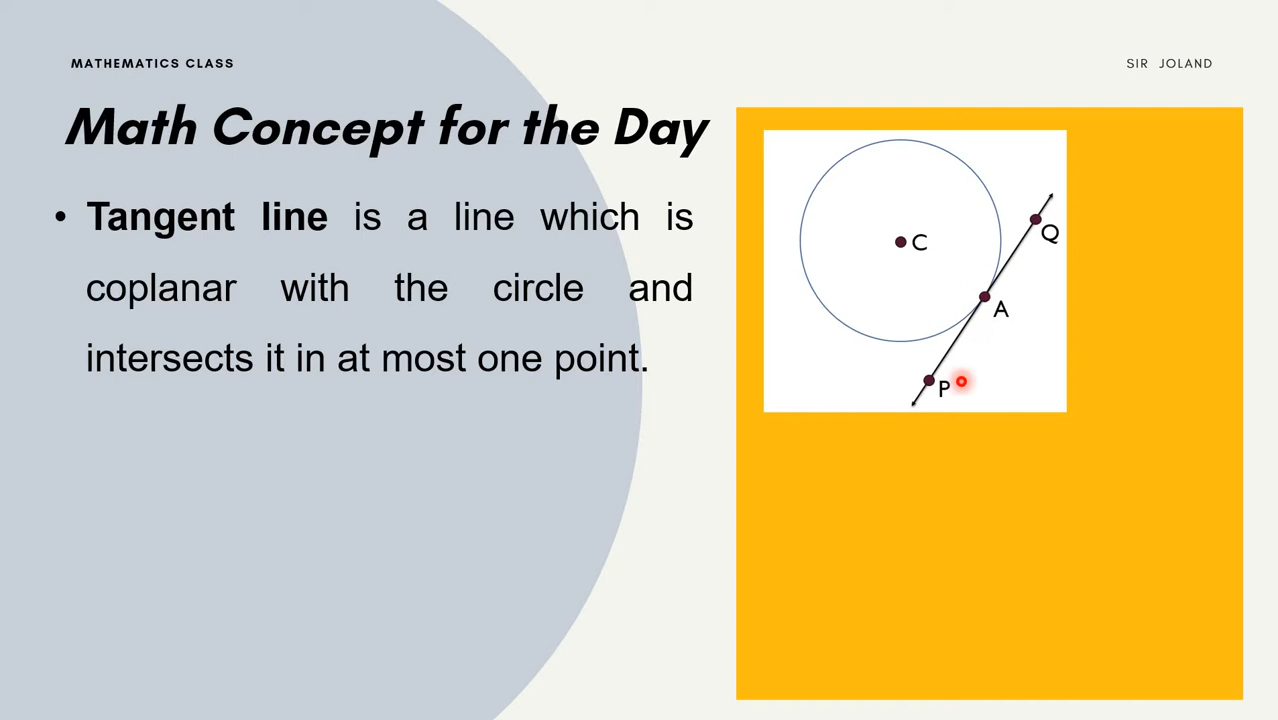 MATHEMATICS CLASS
SIR JOLAND
Math Concept for the Day
• Tangent line is a line which is
coplanar with the circle and
intersects it in at most one point.
C
Q
A
P